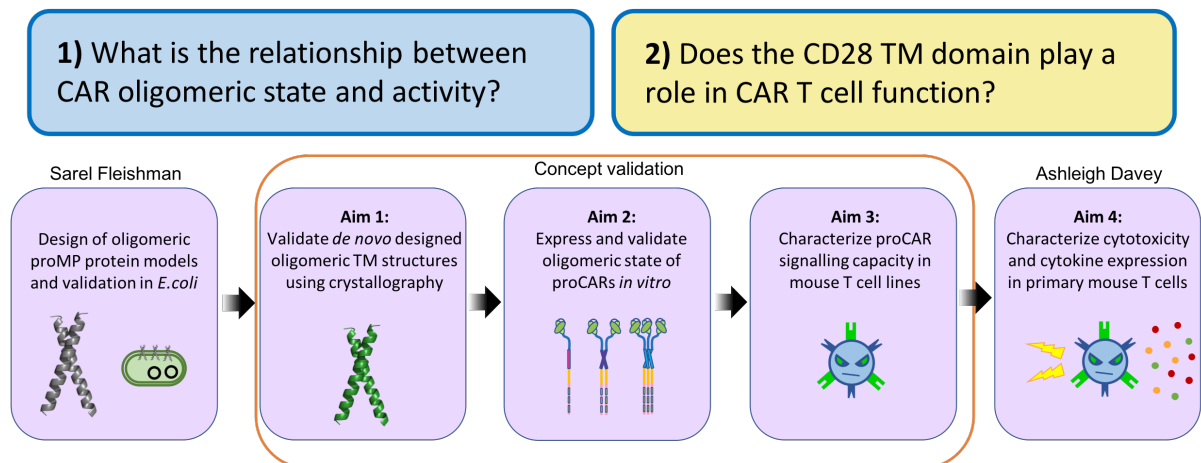 1) What is the relationship between
CAR oligomeric state and activity?
2) Does the CD28 TM domain play a
role in CAR T cell function?
Sarel Fleishman
Concept validation
Ashleigh Davey
Design of oligomeric
proMP protein models
and validation in E.coli
Aim 1:
Validate de novo designed
oligomeric TM structures
using crystallography
Aim 2:
Express and validate
oligomeric state of
proCARs in vitro
Aim 3:
Characterize proCAR
signalling capacity in
mouse T cell lines
Aim 4:
Characterize cytotoxicity
and cytokine expression
in primary mouse T cells